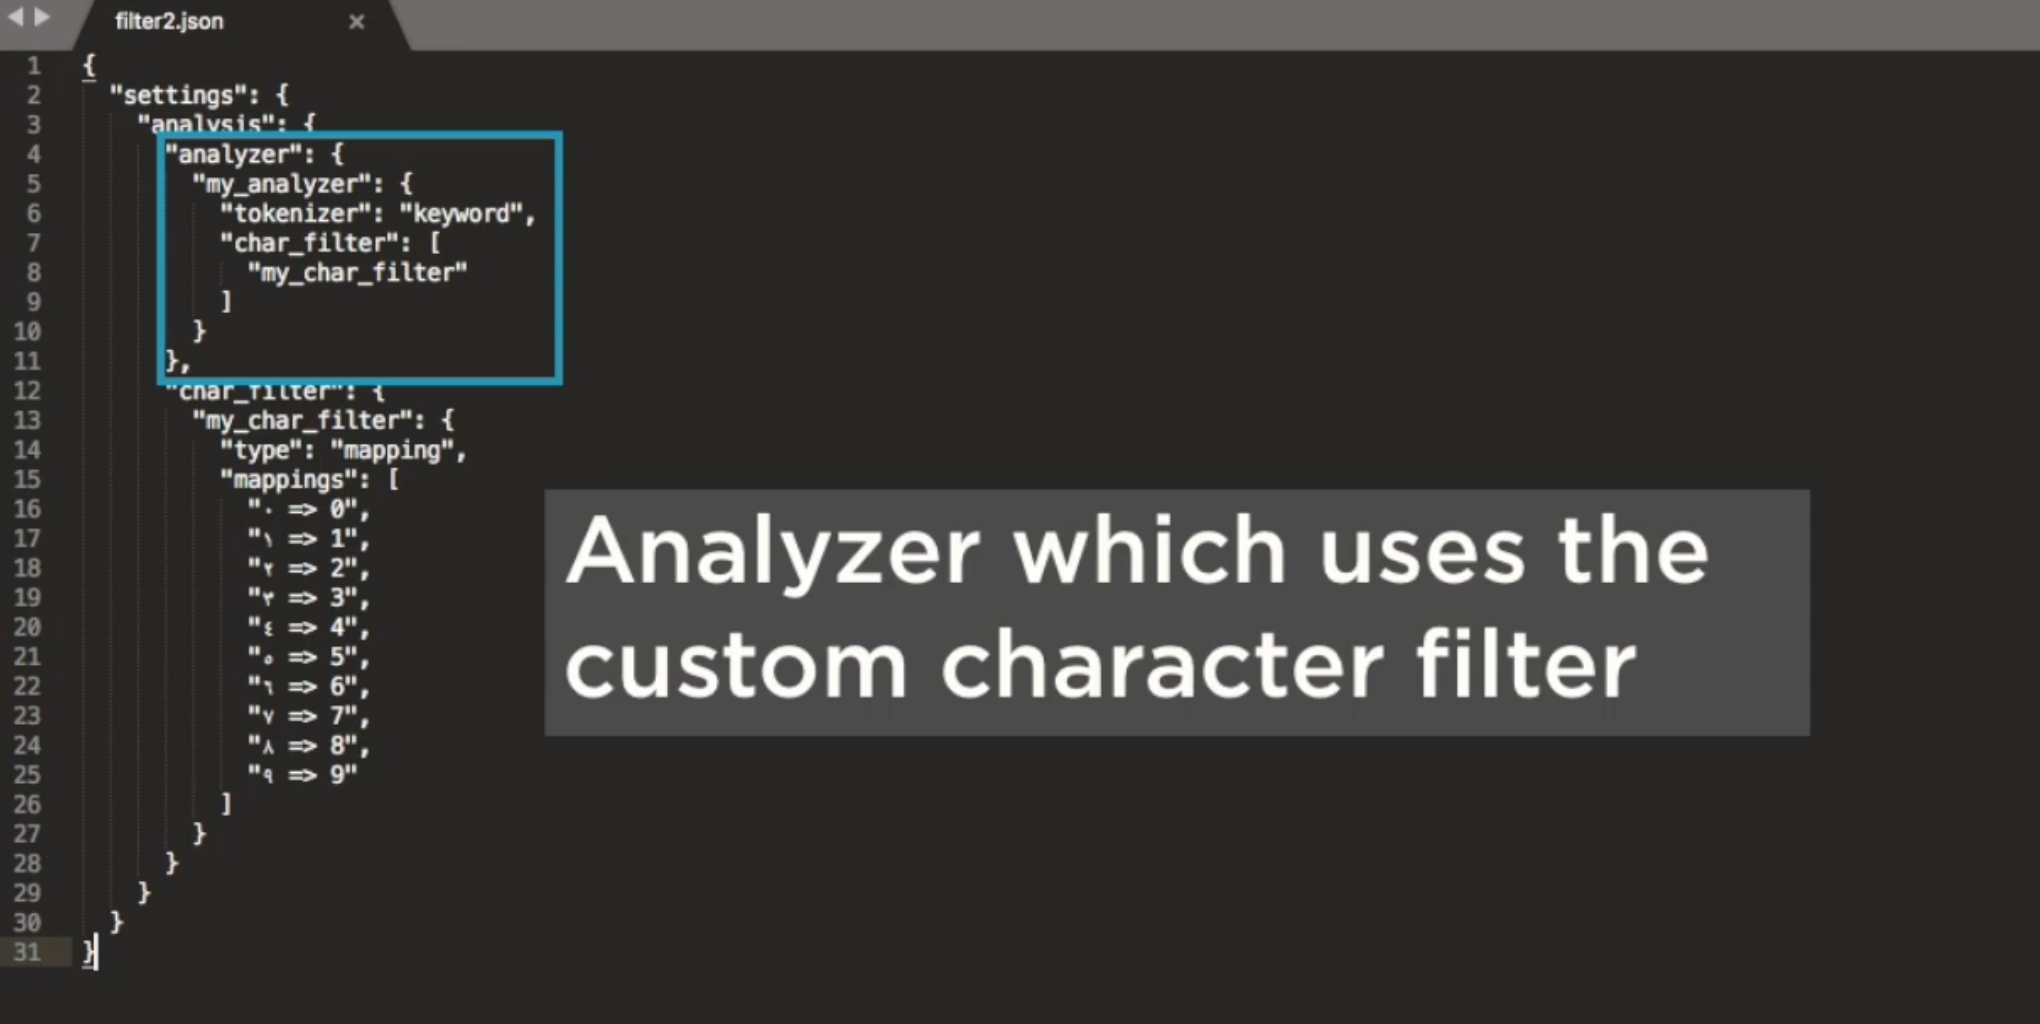 filter2.json
1 {
2 "settings": {
3 "analysis": {
4 "analyzer": {
5 "my_analyzer": {
6 "tokenizer": "keyword",
7 "char_filter": [
8 "my_char_filter"
9 ]
10 }
11 },
12 "char_filter": {
13 "my_char_filter": {
14 "type": "mapping",
15 "mappings": [
16 "٠ => 0",
17 "١ => 1",
18 "٢ => 2",
19 "٣ => 3",
20 "٤ => 4",
21 "٥ => 5",
22 "٦ => 6",
23 "٧ => 7",
24 "٨ => 8",
25 "٩ => 9"
26 ]
27 }
28 }
29 }
30 }
31 }
Analyzer which uses the
custom character filter